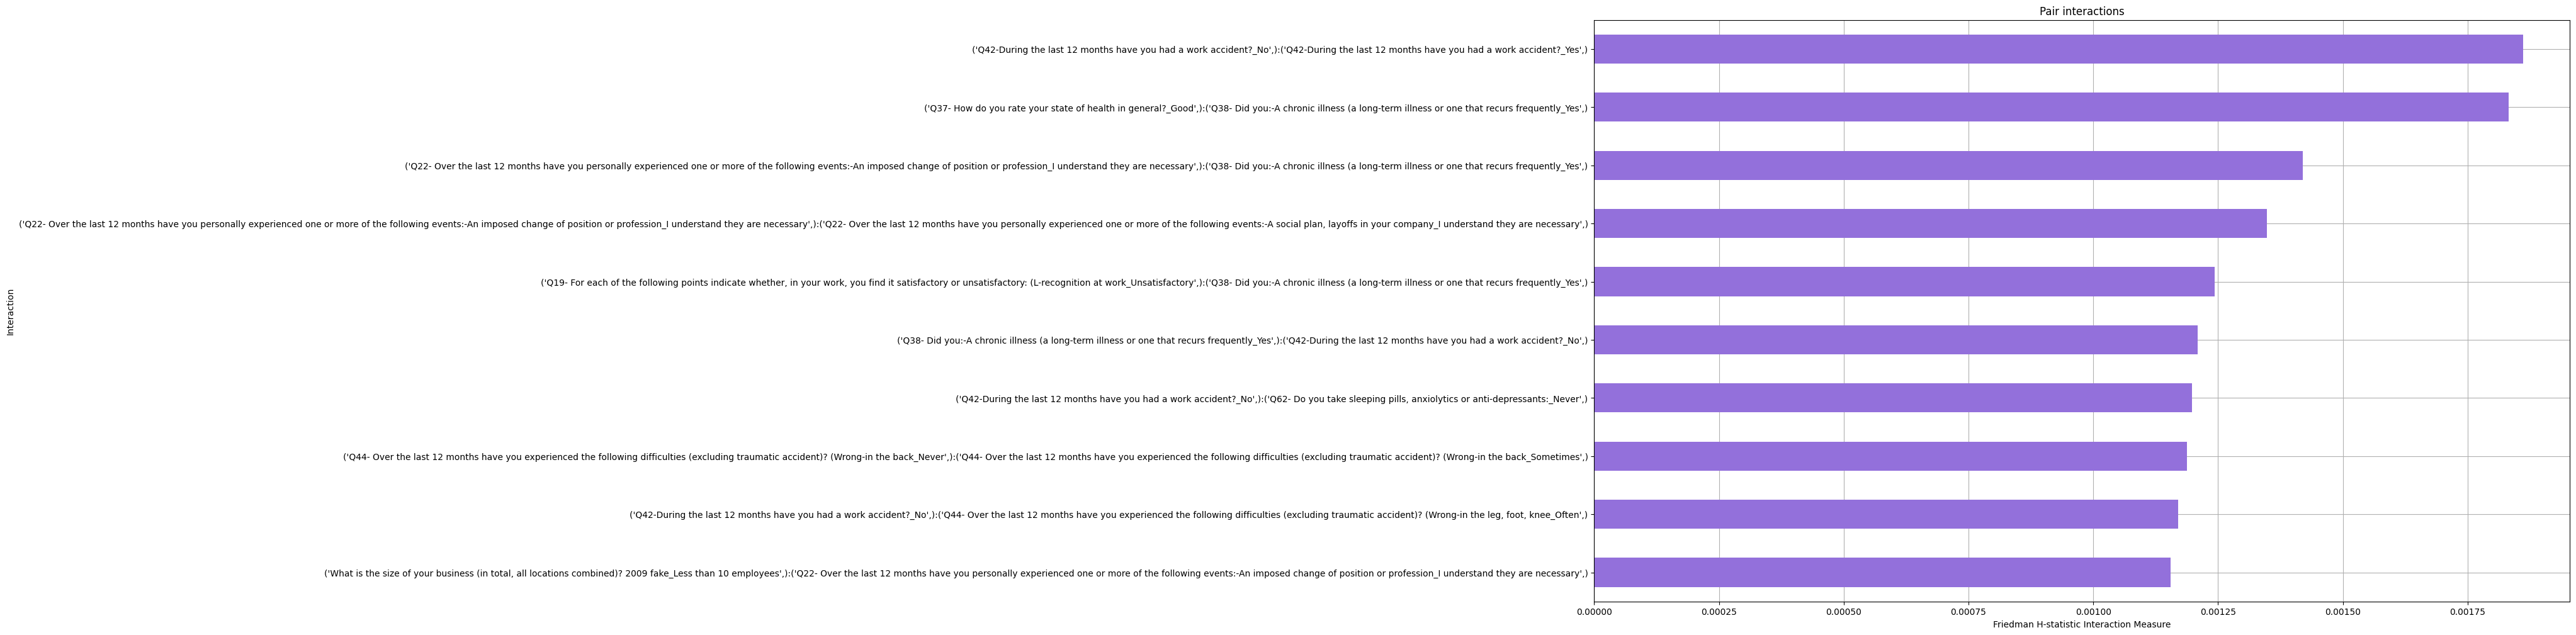 Pair interactions
('Q42-During the last 12 months have you had a work accident?_No',):('Q42-During the last 12 months have you had a work accident?_Yes',)
('Q37- How do you rate your state of health in general?_Good',):('Q38- Did you:-A chronic illness (a long-term illness or one that recurs frequently_Yes',)
('Q22- Over the last 12 months have you personally experienced one or more of the following events:-An imposed change of position or profession_I understand they are necessary',):('Q38- Did you:-A chronic illness (a long-term illness or one that recurs frequently_Yes',)
('Q22- Over the last 12 months have you personally experienced one or more of the following events:-An imposed change of position or profession_I understand they are necessary',):('Q22- Over the last 12 months have you personally experienced one or more of the following events:-A social plan, layoffs in your company_I understand they are necessary',)
('Q19- For each of the following points indicate whether, in your work, you find it satisfactory or unsatisfactory: (L-recognition at work_Unsatisfactory',):('Q38- Did you:-A chronic illness (a long-term illness or one that recurs frequently_Yes',)
('Q38- Did you:-A chronic illness (a long-term illness or one that recurs frequently_Yes',):('Q42-During the last 12 months have you had a work accident?_No',)
('Q42-During the last 12 months have you had a work accident?_No',):('Q62- Do you take sleeping pills, anxiolytics or anti-depressants:_Never',)
('Q44- Over the last 12 months have you experienced the following difficulties (excluding traumatic accident)? (Wrong-in the back_Never',):('Q44- Over the last 12 months have you experienced the following difficulties (excluding traumatic accident)? (Wrong-in the back_Sometimes',)
('Q42-During the last 12 months have you had a work accident?_No',):('Q44- Over the last 12 months have you experienced the following difficulties (excluding traumatic accident)? (Wrong-in the leg, foot, knee_Often',)
('What is the size of your business (in total, all locations combined)? 2009 fake_Less than 10 employees',):('Q22- Over the last 12 months have you personally experienced one or more of the following events:-An imposed change of position or profession_I understand they are necessary',)
Interaction
0.00000 0.00025 0.00050 0.00075 0.00100 0.00125 0.00150 0.00175
Friedman H-statistic Interaction Measure